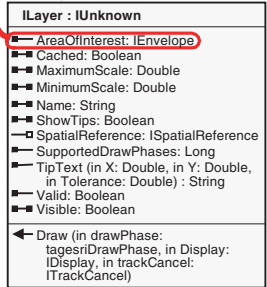 ILayer : IUnknown
AreaOfInterest: IEnvelope
Cached: Boolean
MaximumScale: Double
MinimumScale: Double
Name: String
ShowTips: Boolean
SpatialReference: ISpatialReference
SupportedDrawPhases: Long
TipText (in X: Double, in Y: Double,
in Tolerance: Double) : String
Valid: Boolean
Visible: Boolean
Draw (in drawPhase:
tagesriDrawPhase, in Display:
IDisplay, in trackCancel:
ITrackCancel)